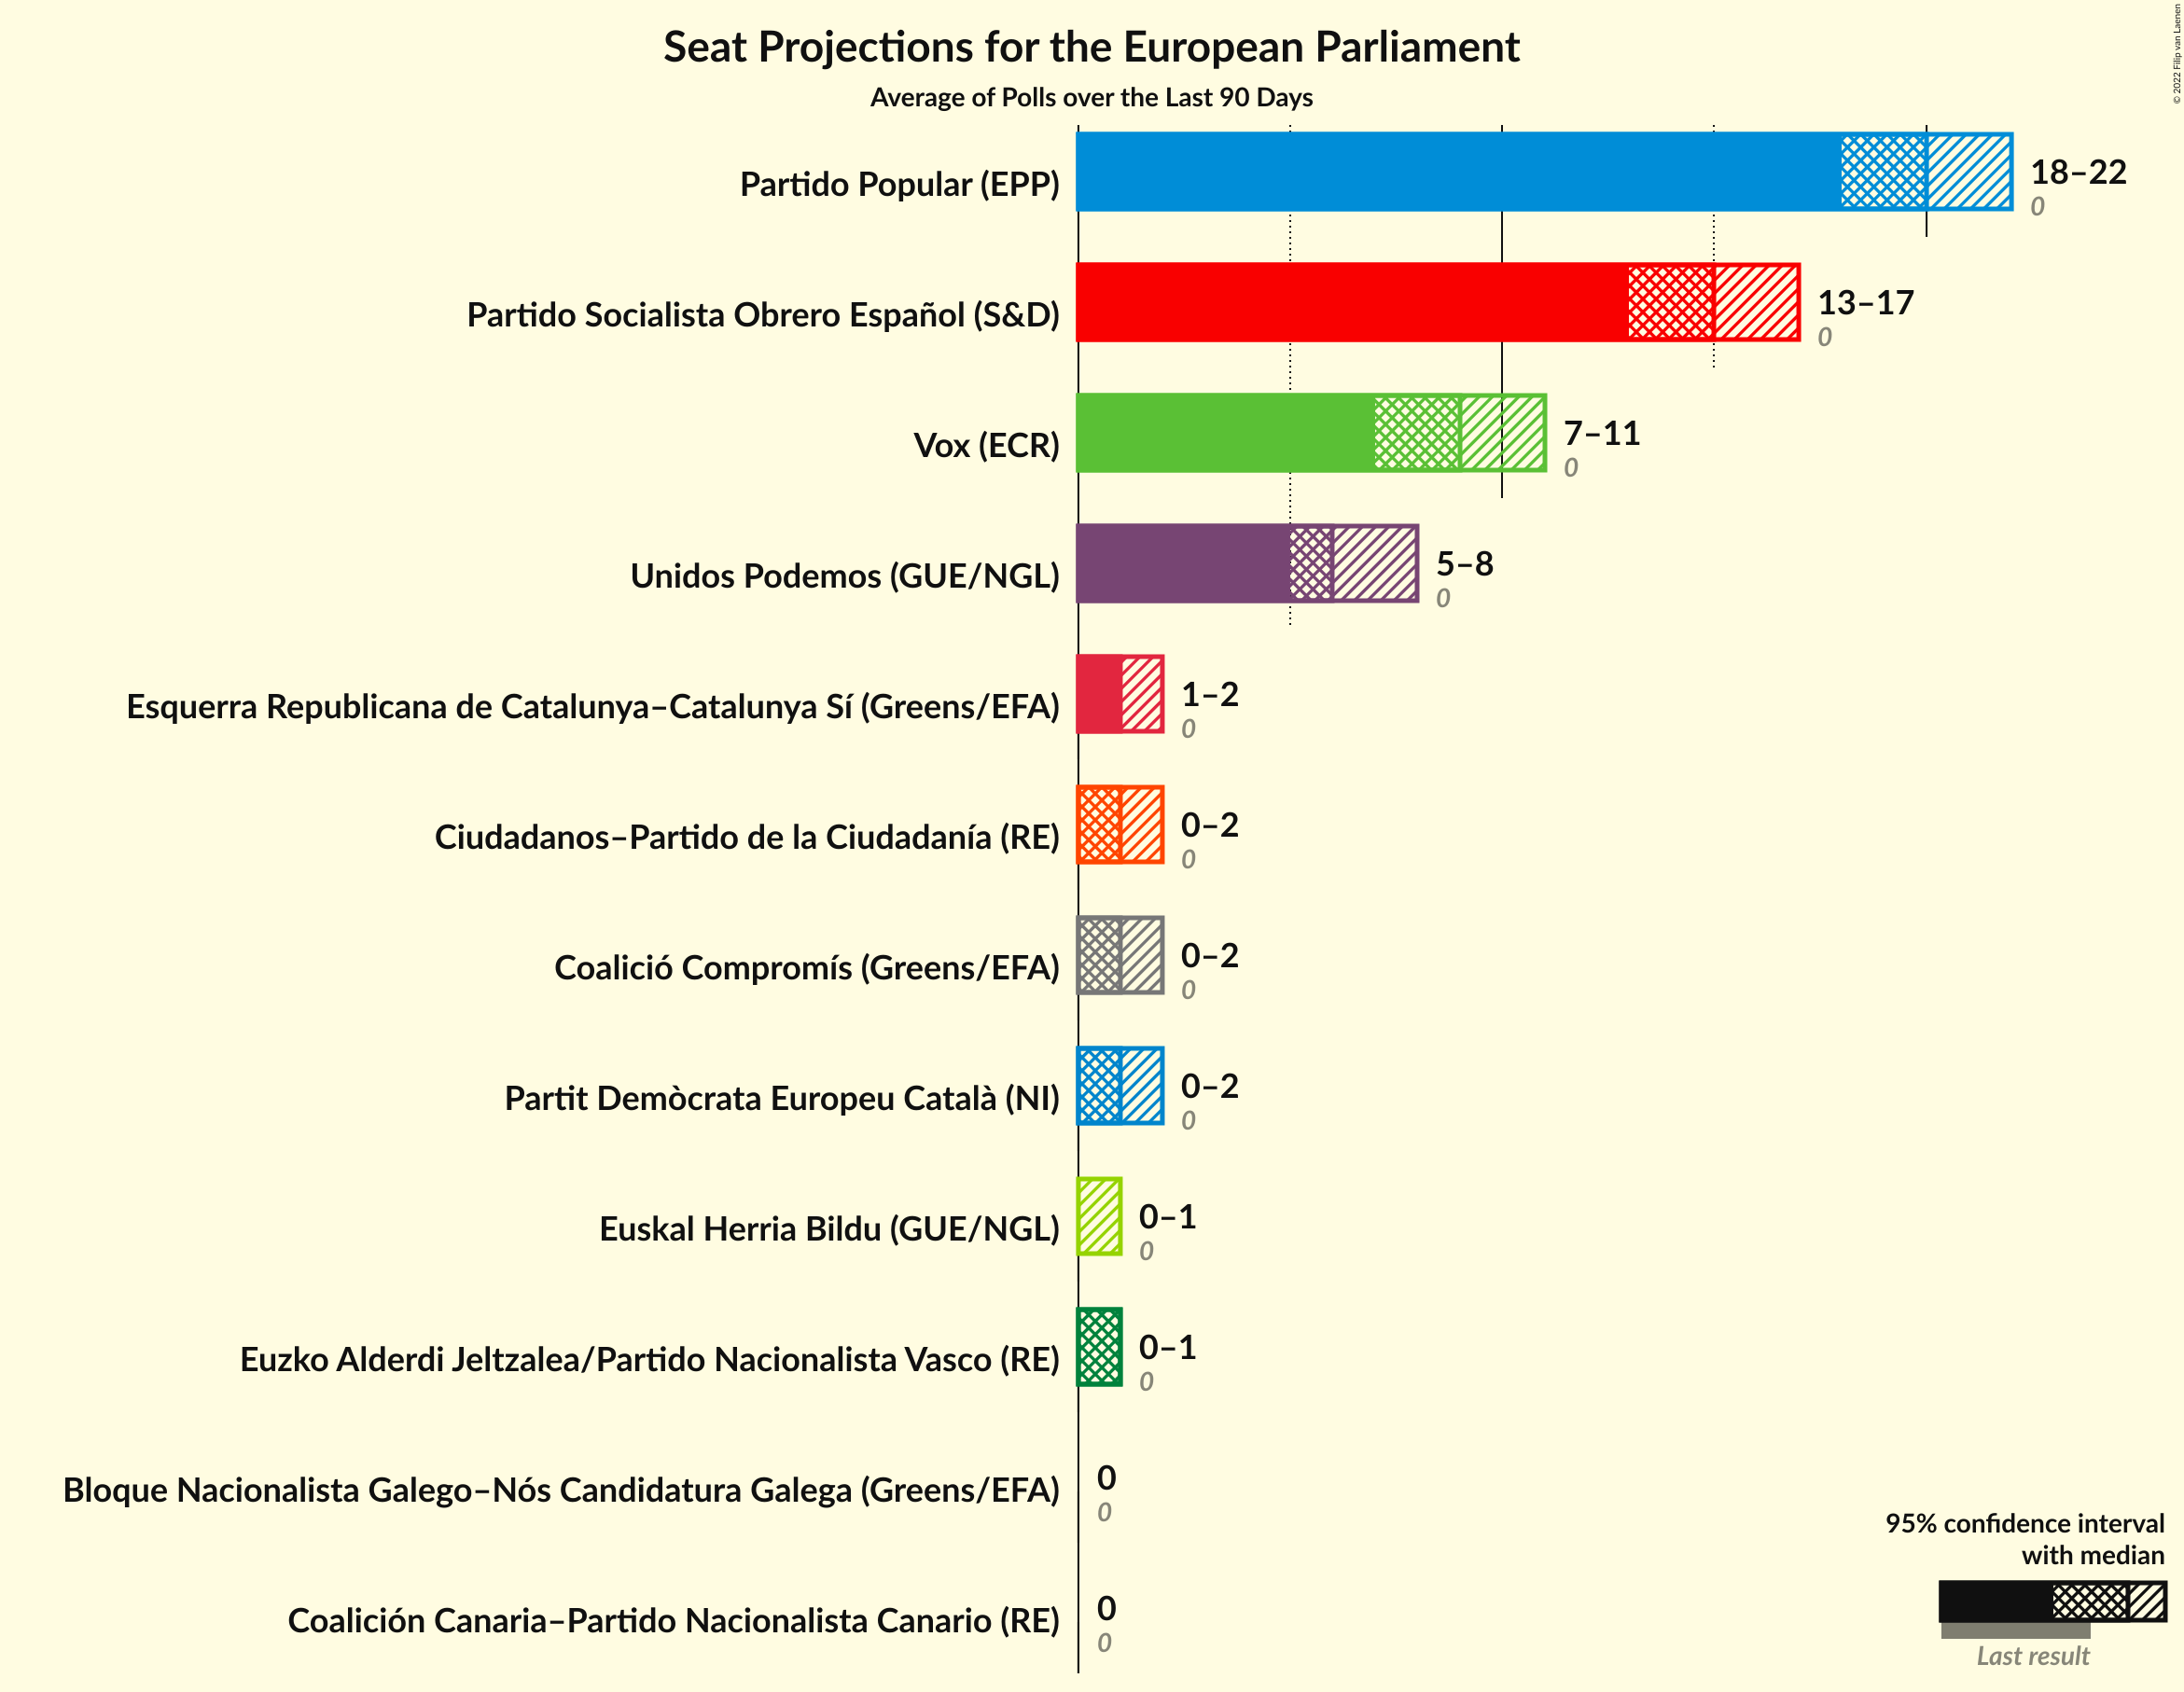 Seat Projections for the European Parliament
Average of Polls over the Last 90 Days
© 2022 Filip van Laenen
Partido Popular (EPP)
18–22
0
Partido Socialista Obrero Español (S&D)
13–17
0
Vox (ECR)
7–11
0
Unidos Podemos (GUE/NGL)
5–8
0
Esquerra Republicana de Catalunya–Catalunya Sí (Greens/EFA)
1–2
0
Ciudadanos–Partido de la Ciudadanía (RE)
0–2
0
Coalició Compromís (Greens/EFA)
0–2
0
Partit Demòcrata Europeu Català (NI)
0–2
0
Euskal Herria Bildu (GUE/NGL)
0–1
0
Euzko Alderdi Jeltzalea/Partido Nacionalista Vasco (RE)
0–1
0
Bloque Nacionalista Galego–Nós Candidatura Galega (Greens/EFA)
0
0
Coalición Canaria–Partido Nacionalista Canario (RE)
0
0
95% confidence interval
with median
Last result